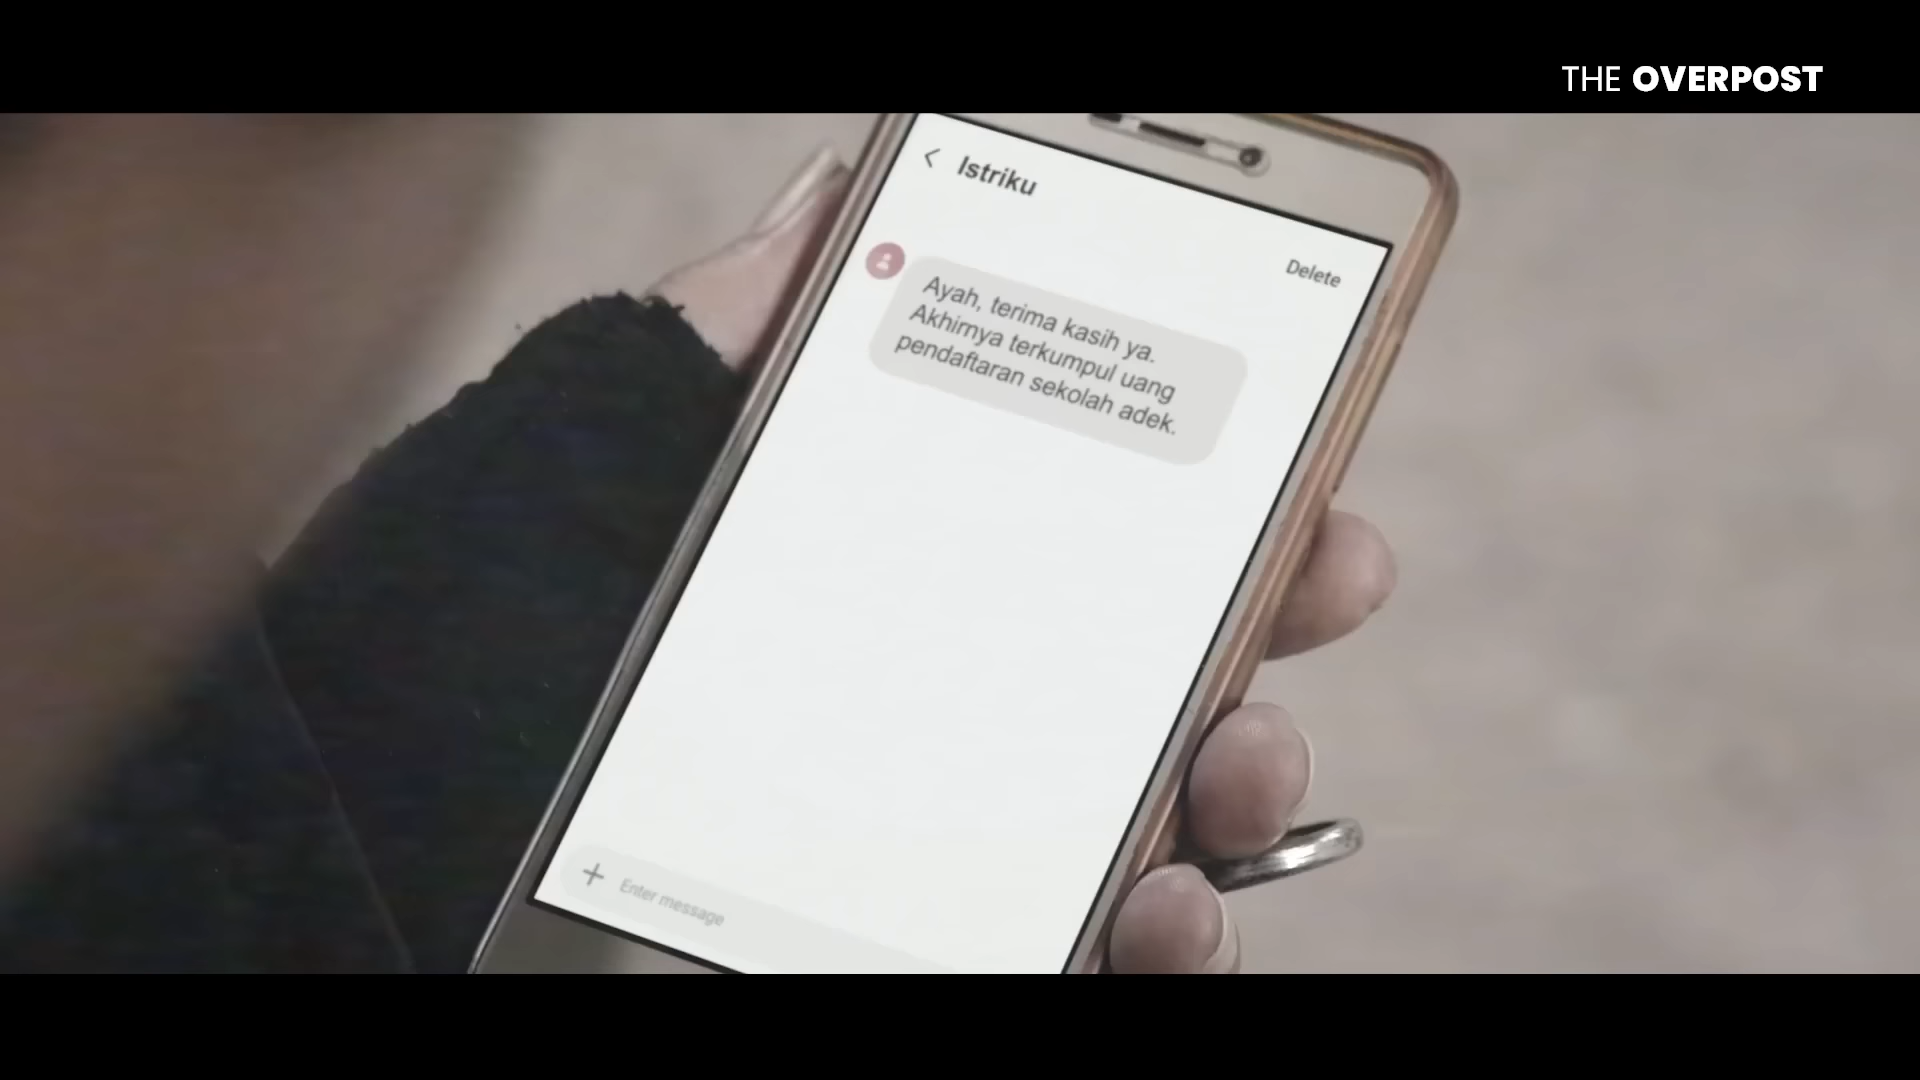 THE OVERPOST
Istriku
Delete
Ayah, terima kasih ya.
Akhirnya terkumpul uang
pendaftaran sekolah adek.
Enter message